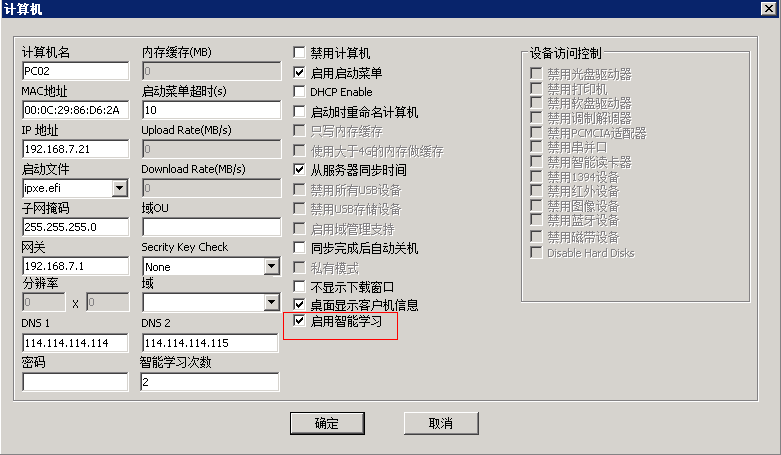 计算机
计算机名
PC02
MAC地址
00:0C:29:86:D6:2A
IP 地址
192.168.7.21
启动文件
ipxe.efi
子网掩码
255.255.255.0
网关
192.168.7.1
分辨率
0 x 0
DNS 1
114.114.114.114
密码
内存缓存(MB)
0
启动菜单超时(s)
10
Upload Rate(MB/s)
0
Download Rate(MB/s)
0
域OU
Secrity Key Check
None
域
DNS 2
114.114.114.115
智能学习次数
2
禁用计算机
启用启动菜单
DHCP Enable
启动时重命名计算机
只写内存缓存
使用大于4G的内存做缓存
从服务器同步时间
禁用所有USB设备
禁用USB存储设备
启用域管理支持
同步完成后自动关机
私有模式
不显示下载窗口
桌面显示客户机信息
启用智能学习
设备访问控制
禁用光盘驱动器
禁用打印机
禁用软盘驱动器
禁用调制解调器
禁用PCMCIA适配器
禁用串并口
禁用智能读卡器
禁用1394设备
禁用红外设备
禁用图像设备
禁用蓝牙设备
禁用磁带设备
Disable Hard Disks
确定
取消